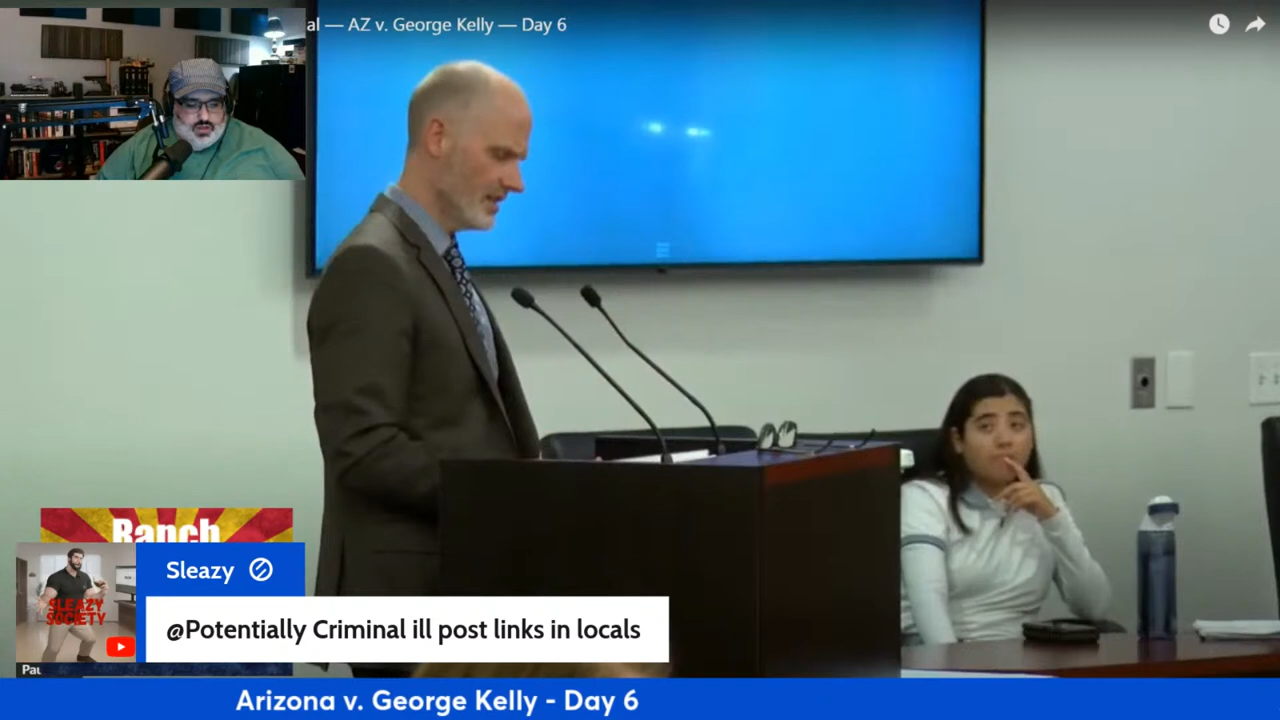 al — AZ v. George Kelly — Day 6
Ranch
Sleazy
SLEAZY
SOCIETY
@Potentially Criminal ill post links in locals
Pau
Arizona v. George Kelly - Day 6